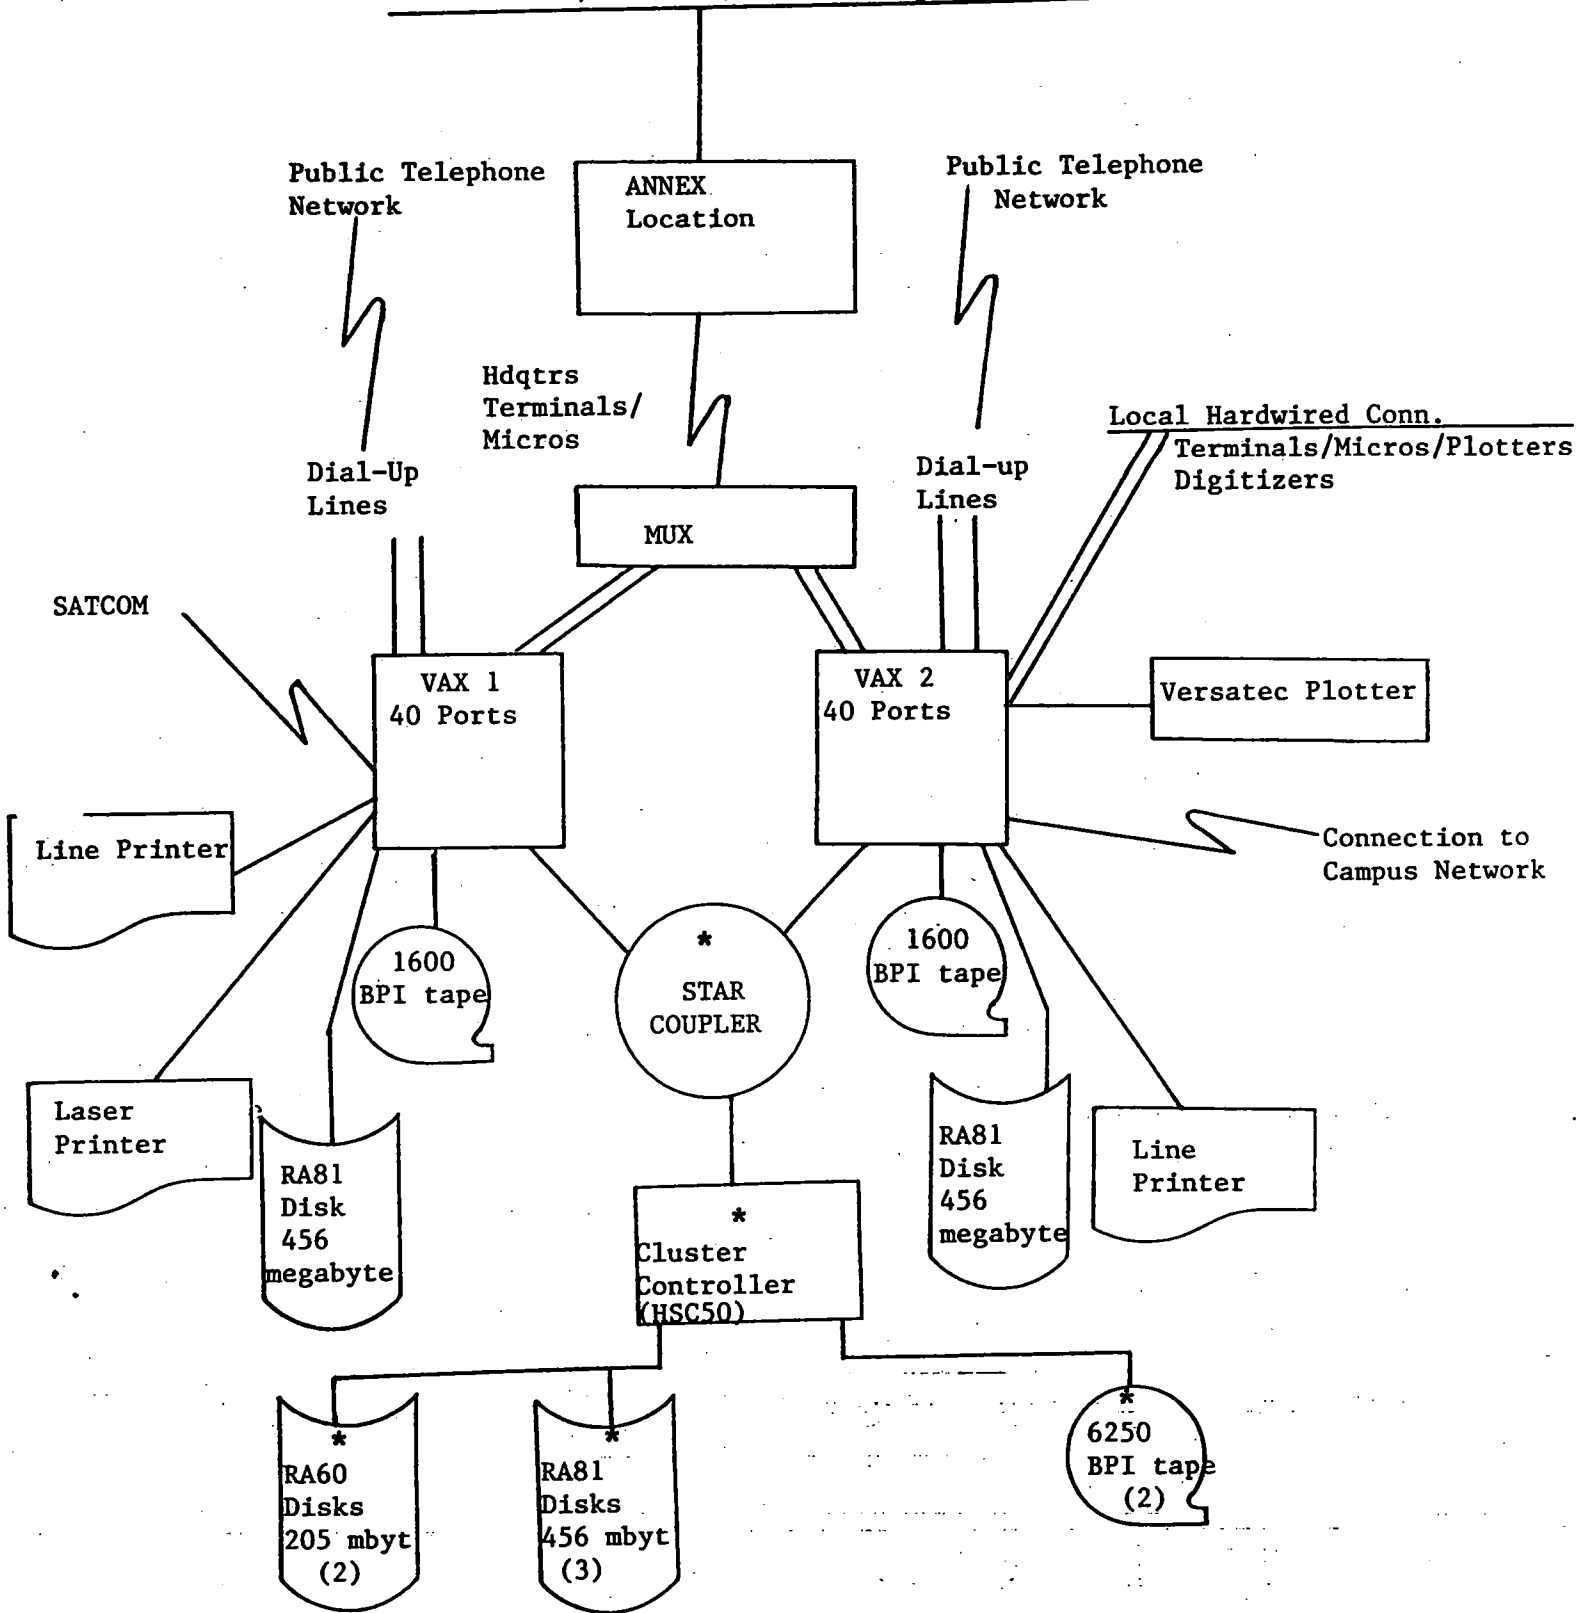 Public Telephone
Network
ANNEX
Location
Public Telephone
Network
Hdqtrs
Terminals/
Micros
Local Hardwired Conn.
Terminals/Micros/Plotters
Digitizers
Dial-Up
Lines
Dial-up
Lines
MUX
SATCOM
VAX 1
40 Ports
VAX 2
40 Ports
Versatec Plotter
Line Printer
Connection to
Campus Network
1600
BPI tape
*
STAR
COUPLER
1600
BPI tape
Laser
Printer
RA81
Disk
456
megabyte
RA81
Disk
456
megabyte
Line
Printer
*
Cluster
Controller
(HSC50)
*
RA60
Disks
205 mbyt
(2)
*
RA81
Disks
456 mbyt
(3)
*
6250
BPI tape
(2)